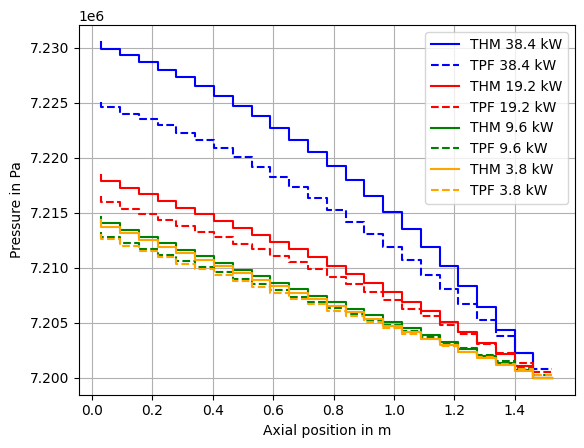 1e6
7.230
7.225
7.220
7.215
7.210
7.205
7.200
Pressure in Pa
THM 38.4 kW
TPF 38.4 kW
THM 19.2 kW
TPF 19.2 kW
THM 9.6 kW
TPF 9.6 kW
THM 3.8 kW
TPF 3.8 kW
0.0 0.2 0.4 0.6 0.8 1.0 1.2 1.4
Axial position in m